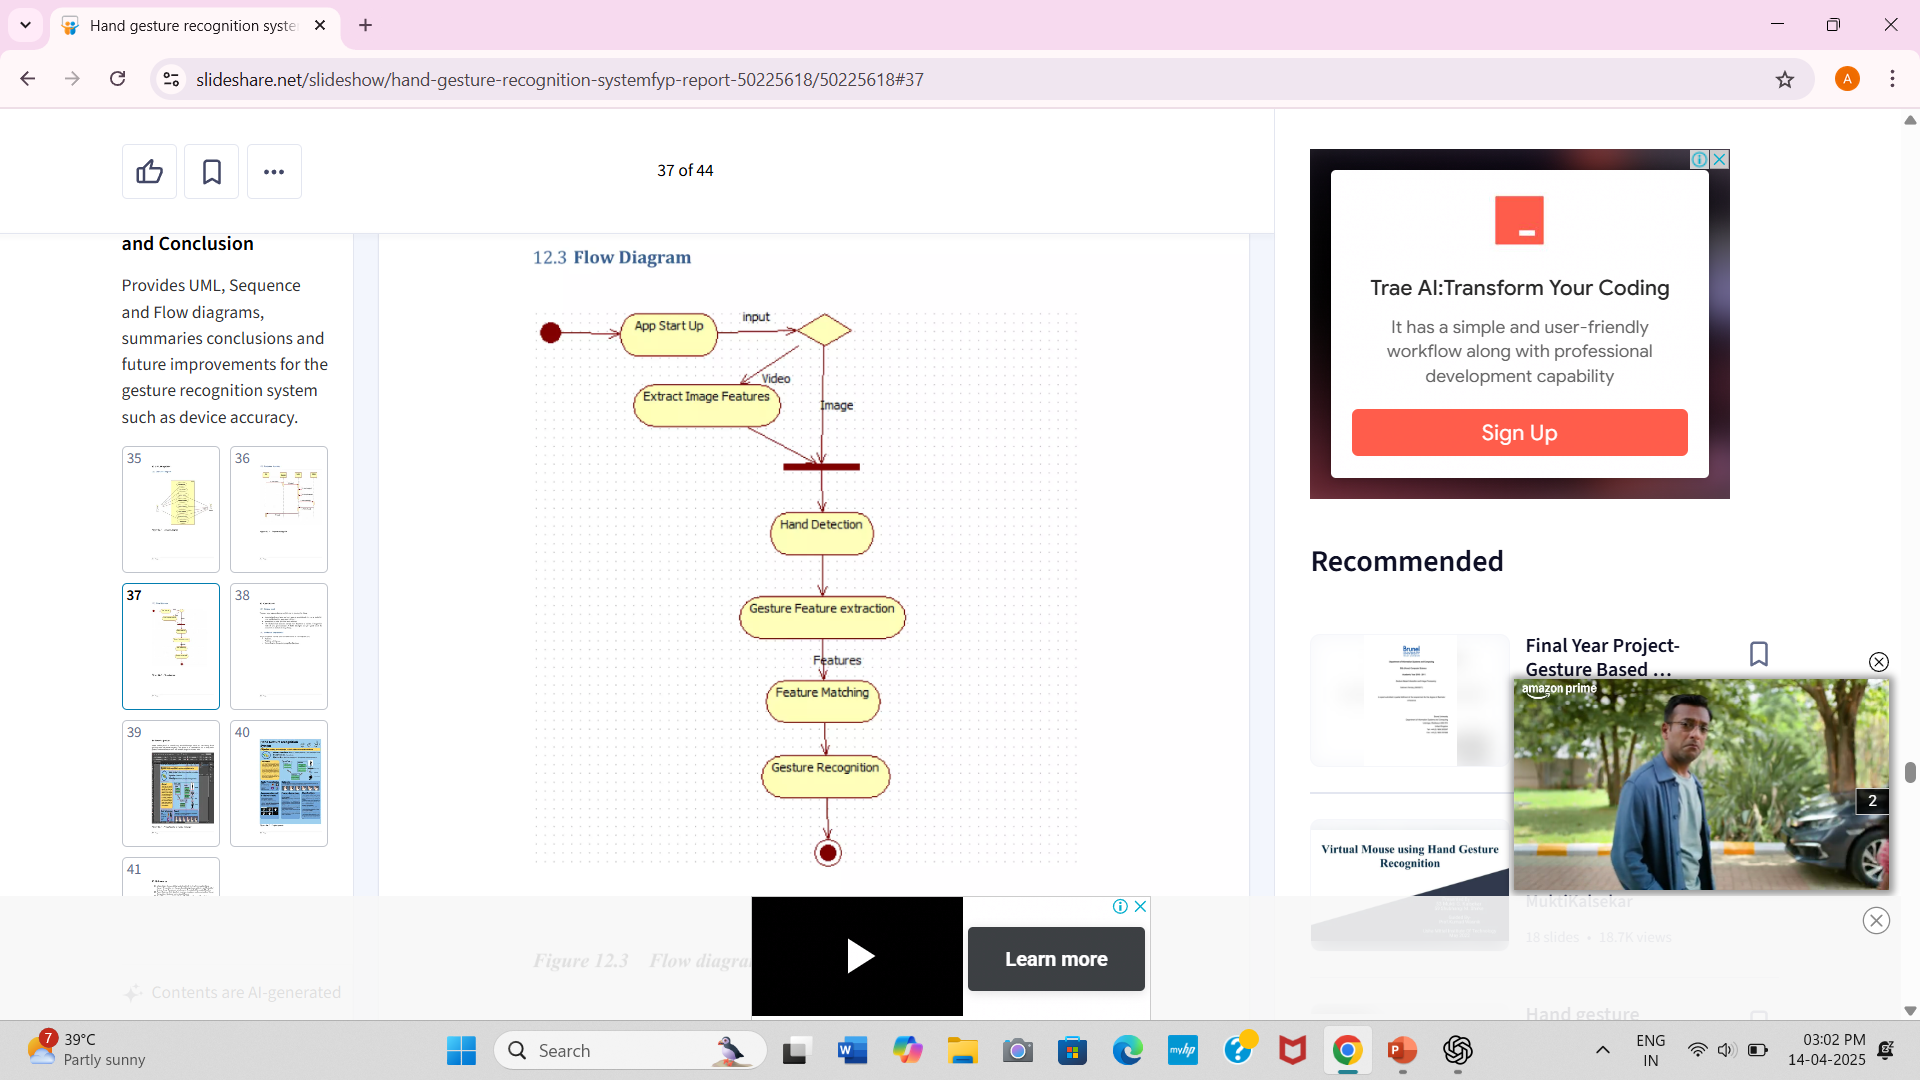 Hand gesture recognition syste
slideshare.net/slideshow/hand-gesture-recognition-systemfyp-report-50225618/50225618#37
A
37 of 44
and Conclusion
Provides UML, Sequence
and Flow diagrams,
summaries conclusions and
future improvements for the
gesture recognition system
such as device accuracy.
35
36
37
38
39
40
41
Contents are AI-generated
12.3 Flow Diagram
App Start Up
input
Video
Extract Image Features
Image
Hand Detection
Gesture Feature extraction
Features
Feature Matching
Gesture Recognition
Figure 12.3 Flow diagra
Learn more
Trae AI:Transform Your Coding
It has a simple and user-friendly
workflow along with professional
development capability
Sign Up
Recommended
Brunel
Final Year Project-
Gesture Based ...
amazon prime
2
Virtual Mouse using Hand Gesture
Recognition
MuktiKalsekar
18 slides • 18.7K views
Hand gesture
7
39°C
Partly sunny
Search
W
myhp
?
P
ENG
IN
03:02 PM
14-04-2025